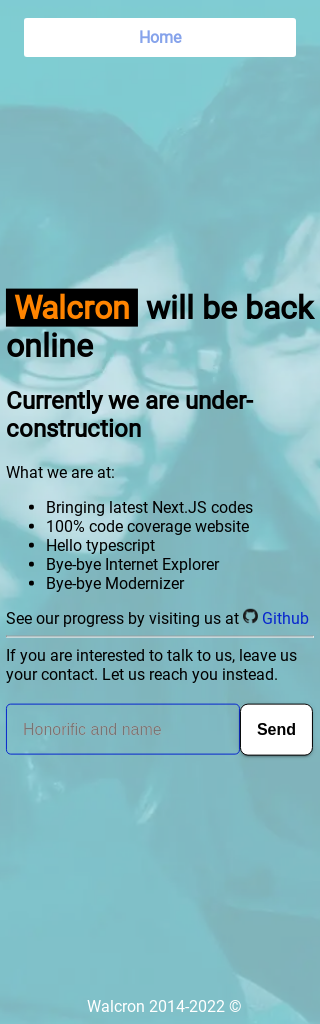 Home
Walcron will be back
online
Currently we are under-
construction
What we are at:
• Bringing latest Next.JS codes
• 100% code coverage website
• Hello typescript
• Bye-bye Internet Explorer
• Bye-bye Modernizer
See our progress by visiting us at Github
If you are interested to talk to us, leave us
your contact. Let us reach you instead.
Honorific and name Send
Walcron 2014-2022 ©